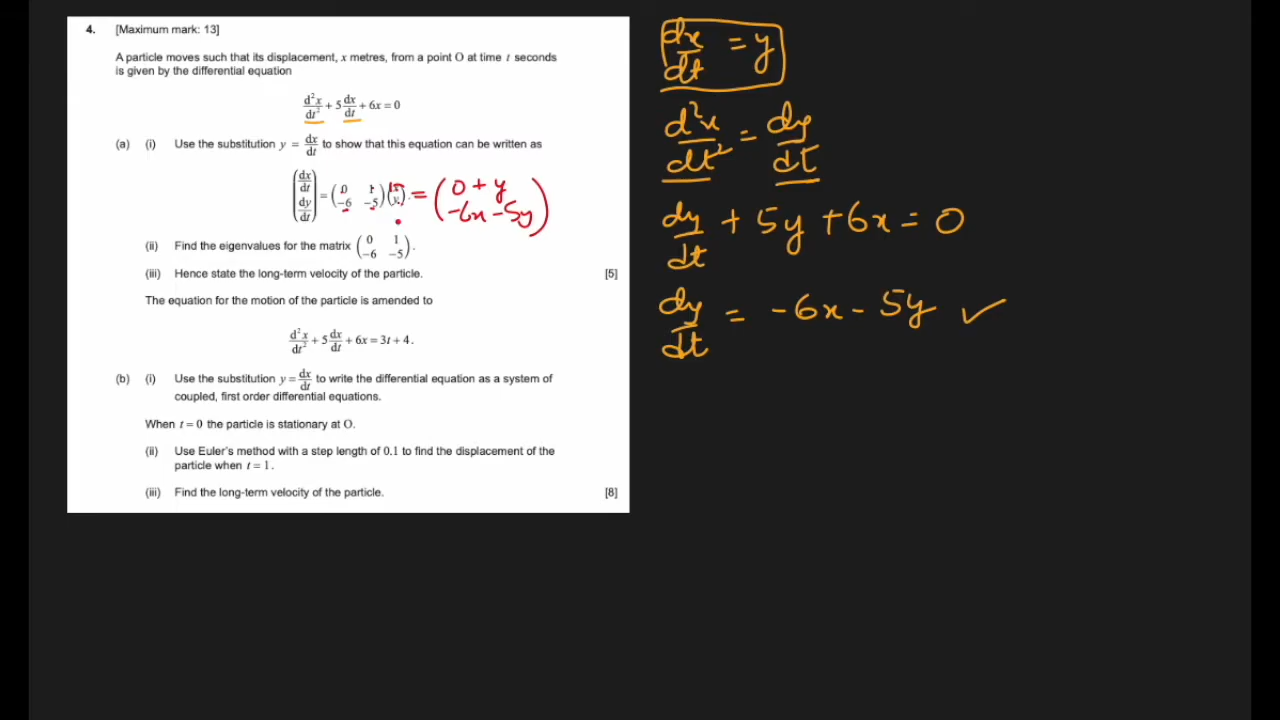 4. [Maximum mark: 13]
A particle moves such that its displacement, x metres, from a point O at time t seconds
is given by the differential equation
d²x/dt² + 5 dx/dt + 6x = 0
(a) (i) Use the substitution y = dx/dt to show that this equation can be written as
(dx/dt dy/dt) = (0 1 −6 −5)(x y). = (0 + y −6x − 5y)
(ii) Find the eigenvalues for the matrix (0 1 −6 −5).
(iii) Hence state the long-term velocity of the particle. [5]
The equation for the motion of the particle is amended to
d²x/dt² + 5 dx/dt + 6x = 3t + 4.
(b) (i) Use the substitution y = dx/dt to write the differential equation as a system of
coupled, first order differential equations.
When t = 0 the particle is stationary at O.
(ii) Use Euler's method with a step length of 0.1 to find the displacement of the
particle when t = 1.
(iii) Find the long-term velocity of the particle. [8]
dx/dt = y
d²x/dt² = dy/dt
dy/dt + 5y + 6x = 0
dy/dt = −6x − 5y ✓